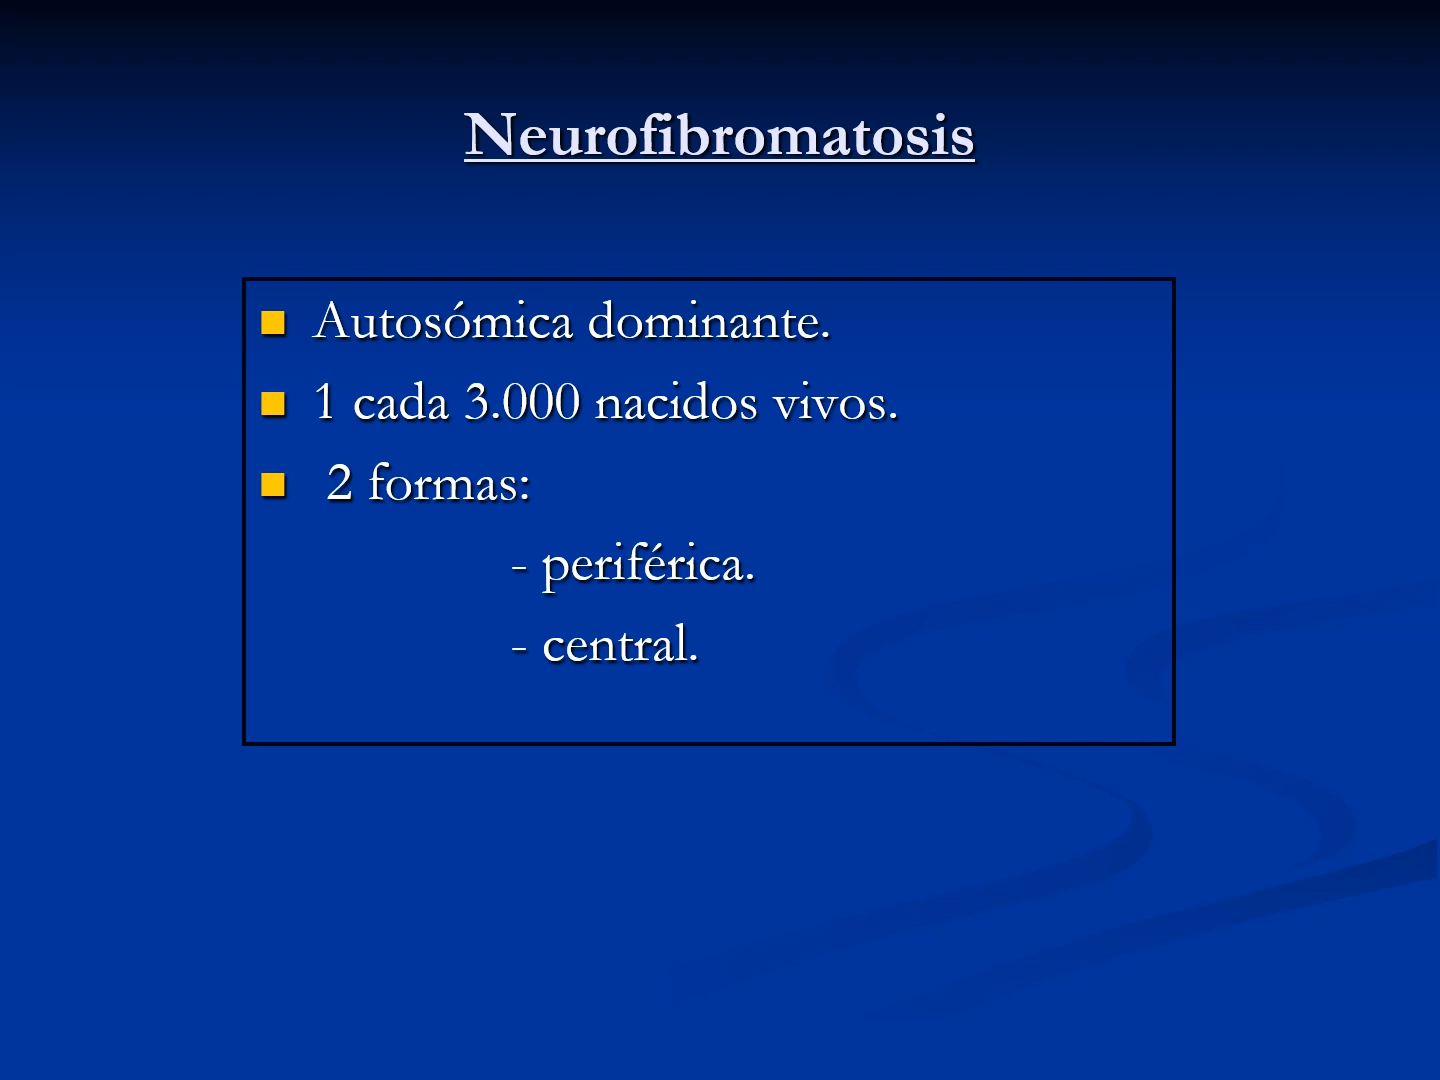 Neurofibromatosis
Autosómica dominante.
1 cada 3.000 nacidos vivos.
2 formas:
- periférica.
- central.